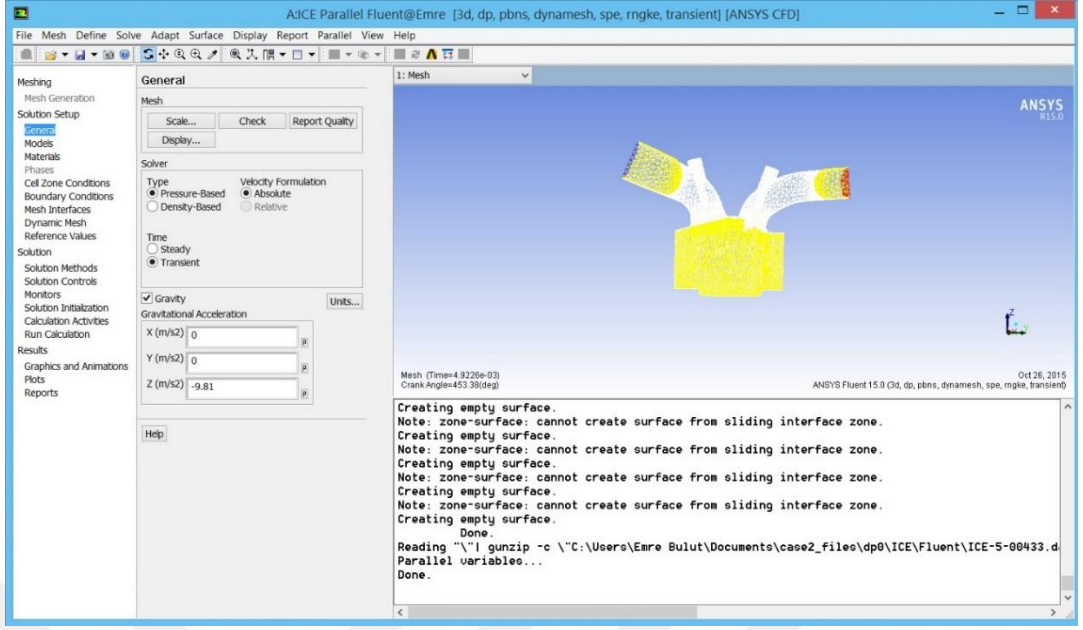 A:ICE Parallel Fluent@Emre [3d, dp, pbns, dynamesh, spe, rngke, transient] [ANSYS CFD]
File Mesh Define Solve Adapt Surface Display Report Parallel View Help
Meshing
Mesh Generation
Solution Setup
General
Models
Materials
Phases
Cell Zone Conditions
Boundary Conditions
Mesh Interfaces
Dynamic Mesh
Reference Values
Solution
Solution Methods
Solution Controls
Monitors
Solution Initialization
Calculation Activities
Run Calculation
Results
Graphics and Animations
Plots
Reports
General
Mesh
Scale... Check Report Quality
Display...
Solver
Type Velocity Formulation
Pressure-Based Absolute
Density-Based Relative
Time
Steady
Transient
Gravity Units...
Gravitational Acceleration
X (m/s2) 0
Y (m/s2) 0
Z (m/s2) -9.81
Help
1: Mesh
ANSYS
R15.0
Z
Mesh (Time=4.9226e-03) Oct 26, 2015
Crank Angle=453.38(deg) ANSYS Fluent 15.0 (3d, dp, pbns, dynamesh, spe, rngke, transient)
Creating empty surface.
Note: zone-surface: cannot create surface from sliding interface zone.
Creating empty surface.
Note: zone-surface: cannot create surface from sliding interface zone.
Creating empty surface.
Note: zone-surface: cannot create surface from sliding interface zone.
Creating empty surface.
Note: zone-surface: cannot create surface from sliding interface zone.
Creating empty surface.
Done.
Reading "\"| gunzip -c \"C:\Users\Emre Bulut\Documents\case2_files\dp0\ICE\Fluent\ICE-5-00433.d
Parallel variables...
Done.